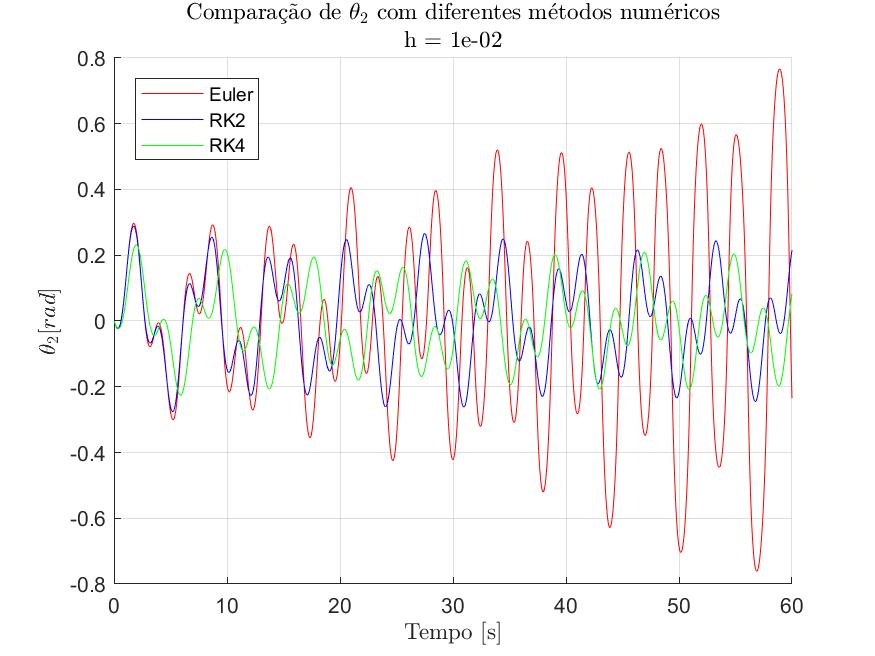 Comparação de θ₂ com diferentes métodos numéricos
h = 1e-02
Euler
RK2
RK4
θ₂[rad]
0.8
0.6
0.4
0.2
0
-0.2
-0.4
-0.6
-0.8
0 10 20 30 40 50 60
Tempo [s]